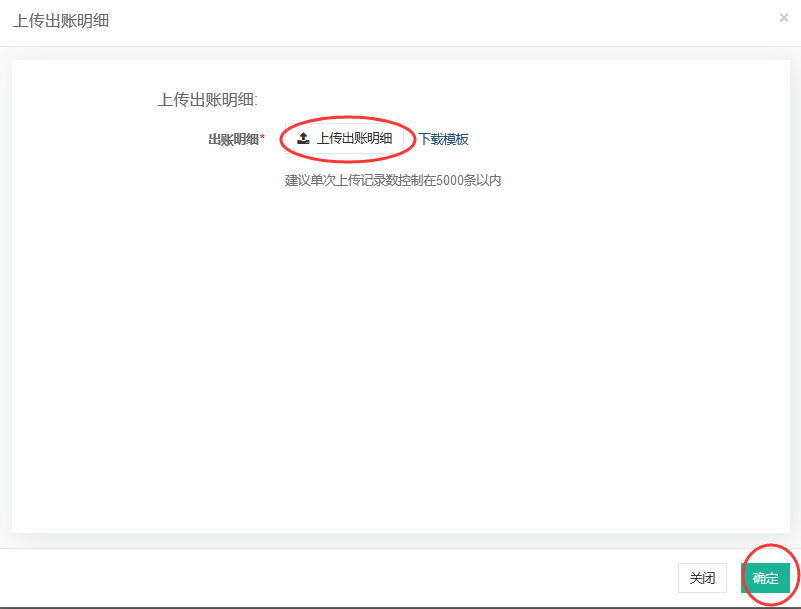 上传出账明细 ×
上传出账明细:
出账明细* 上传出账明细 下载模板
建议单次上传记录数控制在5000条以内
关闭 确定